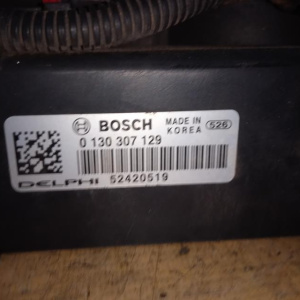 BOSCH MADE IN KOREA 526
0 130 307 129
DELPHI 52420519